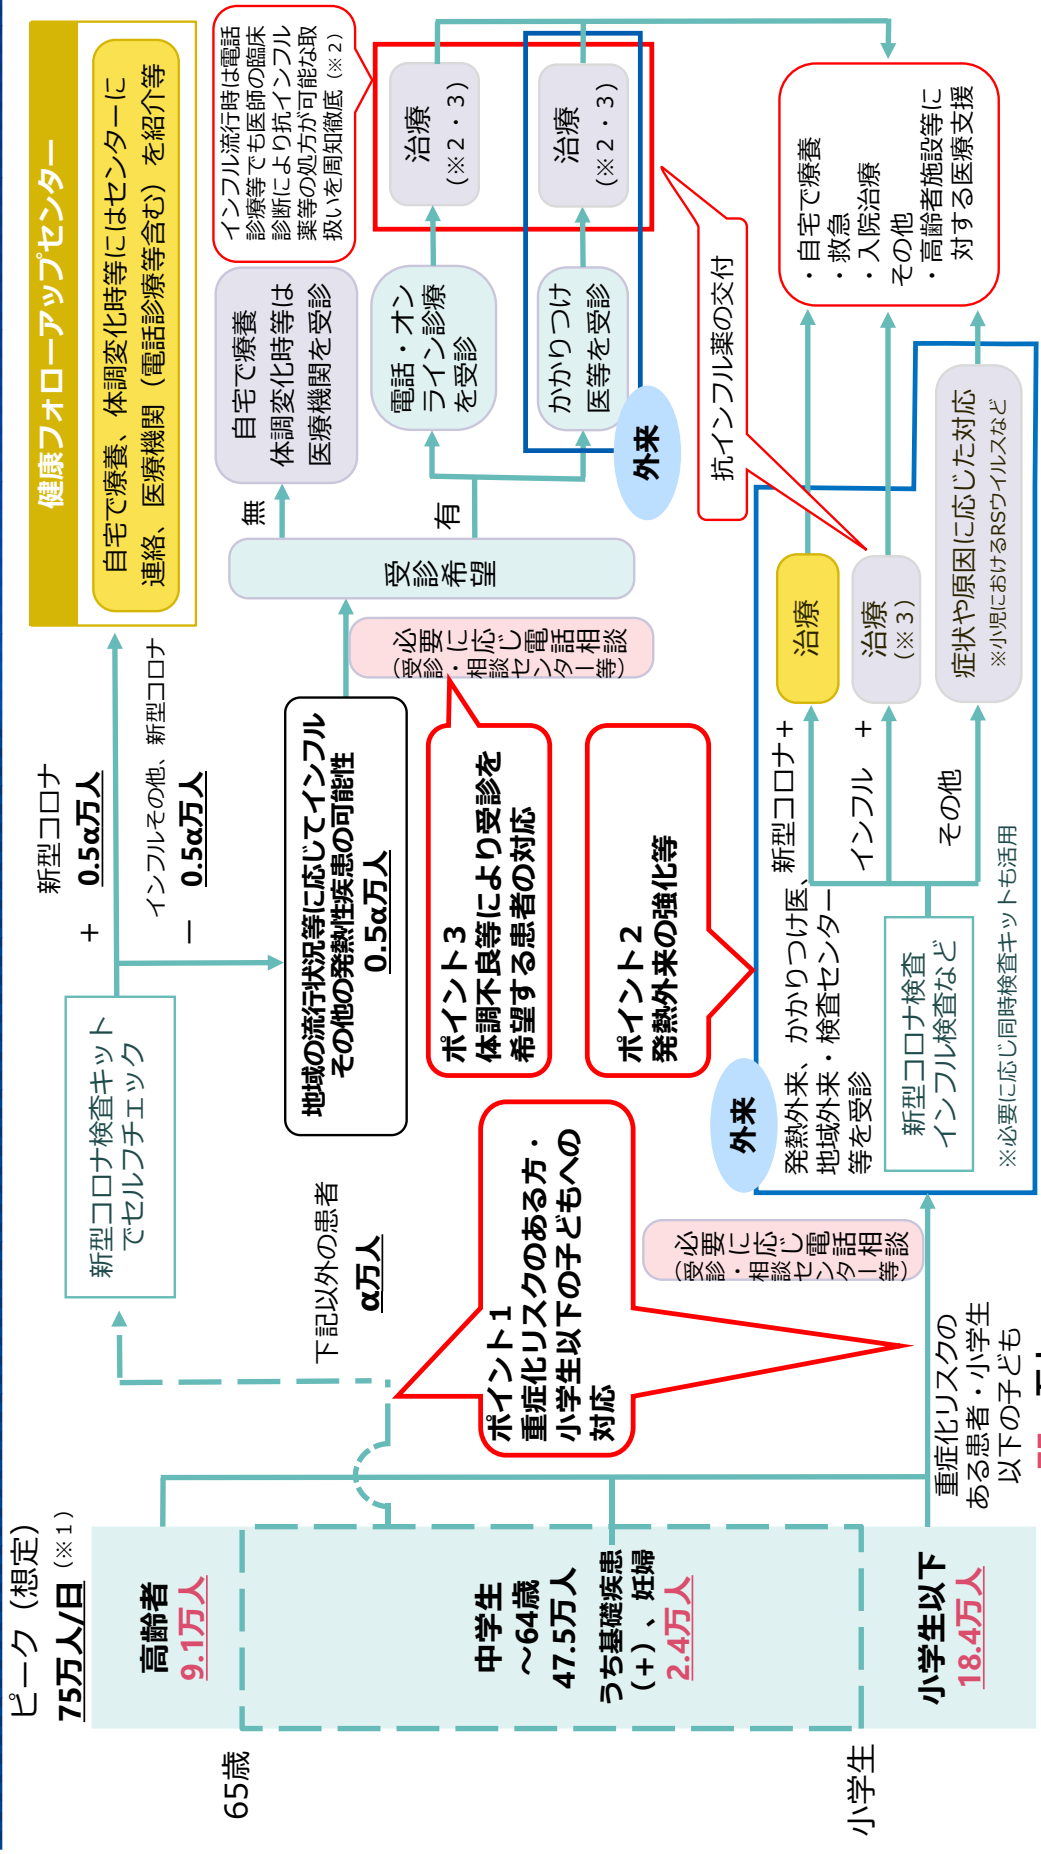 ピーク（想定）
75万人/日（※1）
65歳
小学生
高齢者
9.1万人
中学生
～64歳
47.5万人
うち基礎疾患
(+)、妊婦
2.4万人
小学生以下
18.4万人
下記以外の患者
α万人
重症化リスクの
ある患者・小学生
以下の子ども
ポイント1
重症化リスクのある方・
小学生以下の子どもへの
対応
新型コロナ検査キット
でセルフチェック
新型コロナ
＋ 0.5α万人
インフルその他、新型コロナ
－ 0.5α万人
健康フォローアップセンター
自宅で療養、体調変化時等にはセンターに
連絡、医療機関（電話診療等含む）を紹介等
地域の流行状況等に応じてインフル
その他の発熱性疾患の可能性
0.5α万人
ポイント3
体調不良等により受診を
希望する患者の対応
必要に応じ電話相談
（受診・相談センター等）
受診希望
無
有
自宅で療養
体調変化時等は
医療機関を受診
電話・オン
ライン診療
を受診
かかりつけ
医等を受診
外来
インフル流行時は電話
診療等でも医師の臨床
診断により抗インフル
薬等の処方が可能な取
扱いを周知徹底（※2）
治療
（※2・3）
治療
（※2・3）
ポイント2
発熱外来の強化等
外来
必要に応じ電話相談
（受診・相談センター等）
発熱外来、かかりつけ医、
地域外来・検査センター
等を受診
新型コロナ検査
インフル検査など
※必要に応じ同時検査キットも活用
新型コロナ＋
インフル ＋
その他
治療
治療
（※3）
症状や原因に応じた対応
※小児におけるRSウイルスなど
抗インフル薬の交付
・自宅で療養
・救急
・入院治療
その他
・高齢者施設等に
対する医療支援